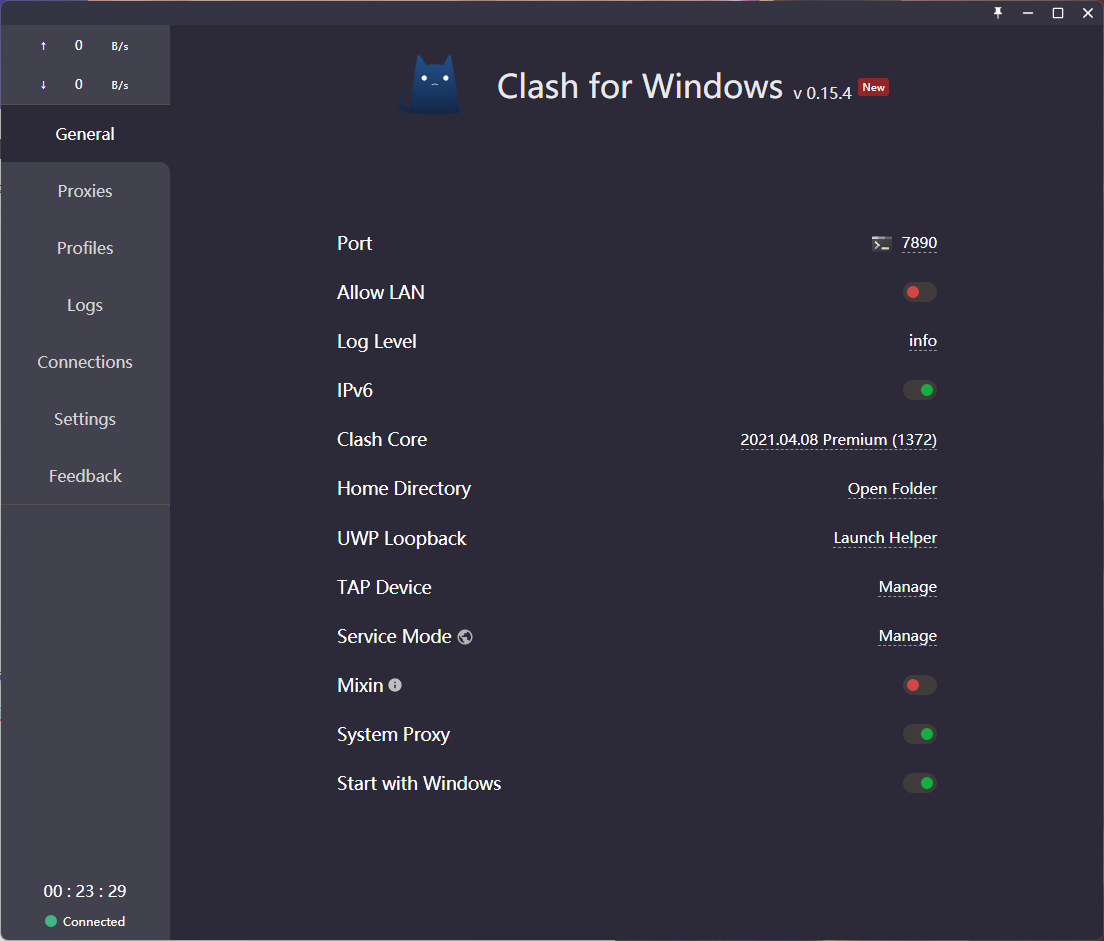 ↑ 0 B/s
↓ 0 B/s
General
Proxies
Profiles
Logs
Connections
Settings
Feedback
00 : 23 : 29
Connected
Clash for Windows v 0.15.4 New
Port 7890
Allow LAN
Log Level info
IPv6
Clash Core 2021.04.08 Premium (1372)
Home Directory Open Folder
UWP Loopback Launch Helper
TAP Device Manage
Service Mode Manage
Mixin
System Proxy
Start with Windows